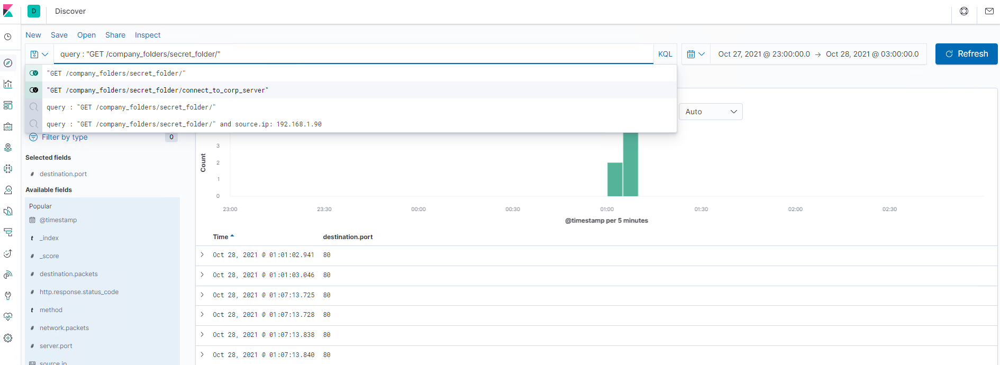 D Discover
New Save Open Share Inspect
query : "GET /company_folders/secret_folder/" KQL Oct 27, 2021 @ 23:00:00.0 → Oct 28, 2021 @ 03:00:00.0 Refresh
"GET /company_folders/secret_folder/"
"GET /company_folders/secret_folder/connect_to_corp_server"
query : "GET /company_folders/secret_folder/"
query : "GET /company_folders/secret_folder/" and source.ip: 192.168.1.90
Auto
Filter by type 0
Selected fields
# destination.port
Available fields
Popular
@timestamp
t _index
# _score
# destination.packets
# http.response.status_code
t method
# network.packets
# server.port
source.ip
Count
3
2
1
0
23:00 23:30 00:00 00:30 01:00 01:30 02:00 02:30
@timestamp per 5 minutes
Time destination.port
Oct 28, 2021 @ 01:01:02.941 80
Oct 28, 2021 @ 01:01:03.046 80
Oct 28, 2021 @ 01:07:13.725 80
Oct 28, 2021 @ 01:07:13.728 80
Oct 28, 2021 @ 01:07:13.838 80
Oct 28, 2021 @ 01:07:13.840 80